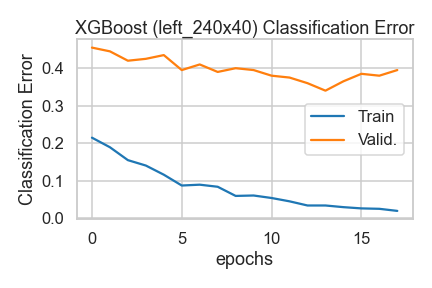 XGBoost (left_240x40) Classification Error
Classification Error
0.4
0.3
0.2
0.1
0.0
Train
Valid.
0 5 10 15
epochs